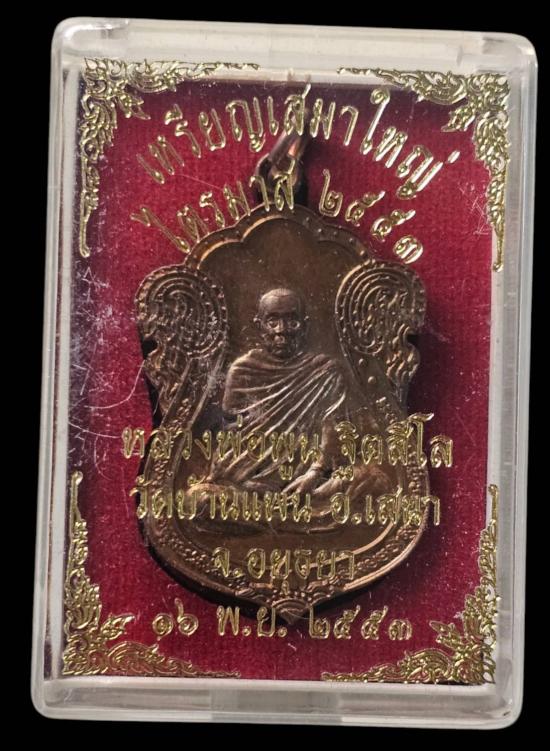 เหรียญเสมาใหญ่
ไตรมาส ๒๕๕๓
หลวงพ่อพูน ฐิตสีโล
วัดบ้านแพน อ.เสนา
จ.อยุธยา
๑๖ พ.ย. ๒๕๕๓